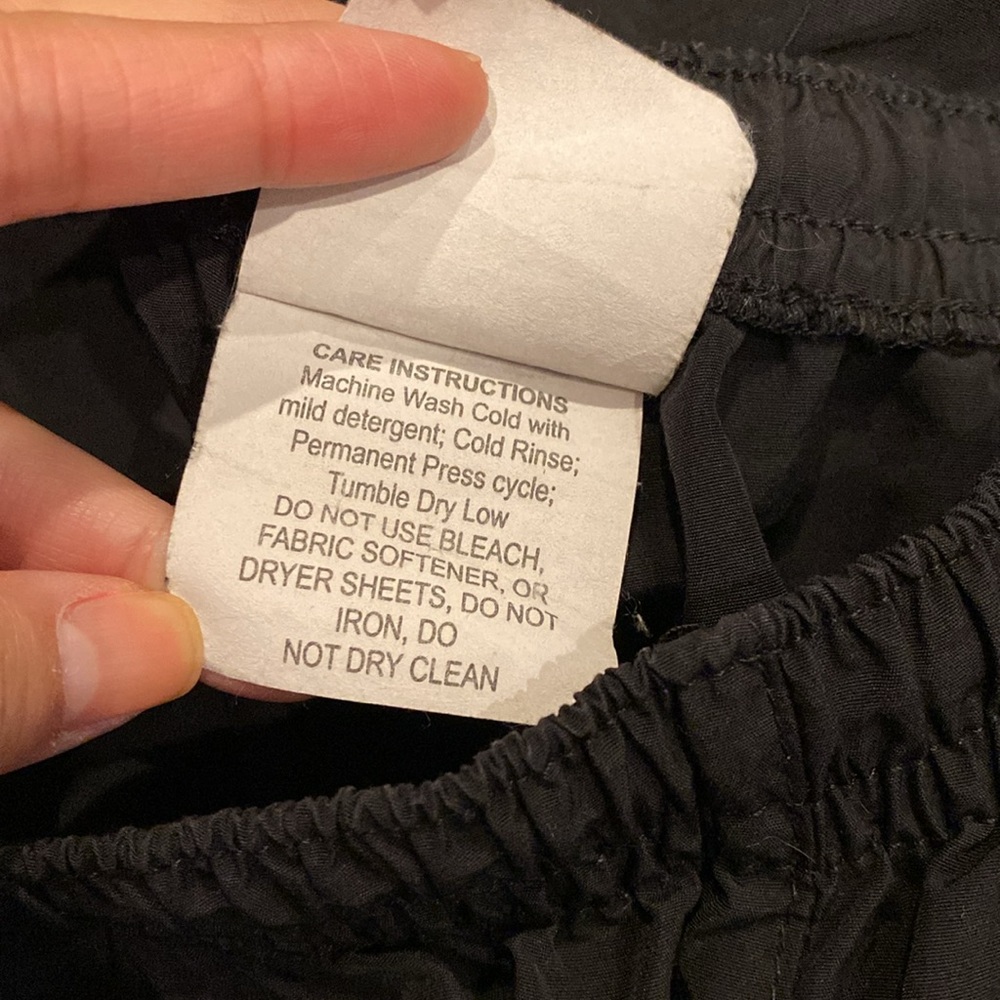 CARE INSTRUCTIONS
Machine Wash Cold with
mild detergent; Cold Rinse;
Permanent Press cycle;
Tumble Dry Low
DO NOT USE BLEACH,
FABRIC SOFTENER, OR
DRYER SHEETS, DO NOT
IRON, DO
NOT DRY CLEAN